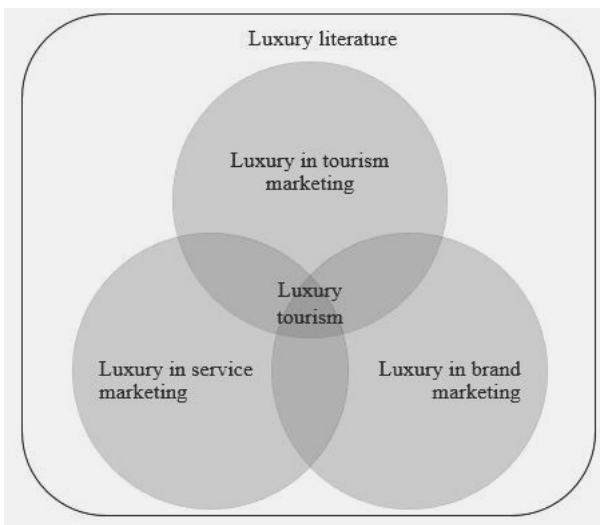 Luxury literature
Luxury in tourism
marketing
Luxury
tourism
Luxury in service
marketing
Luxury in brand
marketing